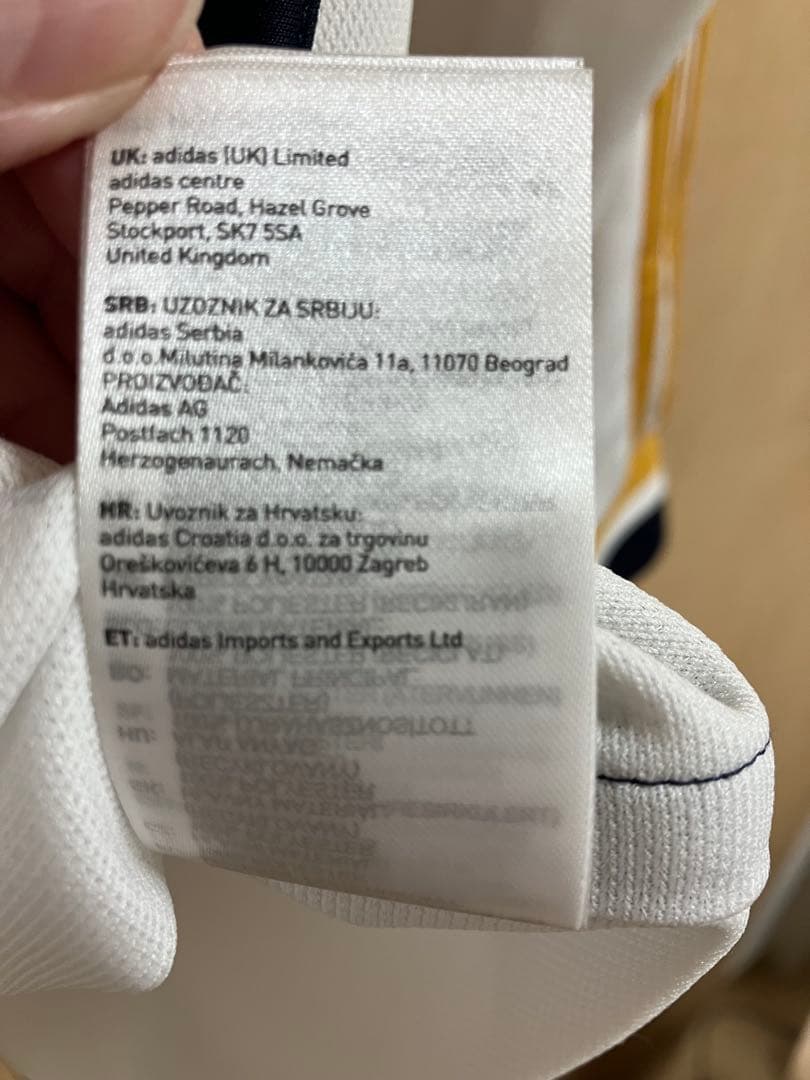 UK: adidas (UK) Limited
adidas centre
Pepper Road, Hazel Grove
Stockport, SK7 5SA
United Kingdom
SRB: UZOZNIK ZA SRBIJU:
adidas Serbia
d.o.o.Milutina Milankovića 11a, 11070 Beograd
PROIZVOĐAČ:
Adidas AG
Postfach 1120
Herzogenaurach, Nemačka
HR: Uvoznik za Hrvatsku:
adidas Croatia d.o.o. za trgovinu
Oreškovićeva 6 H, 10000 Zagreb
Hrvatska
ET: adidas Imports and Exports Ltd